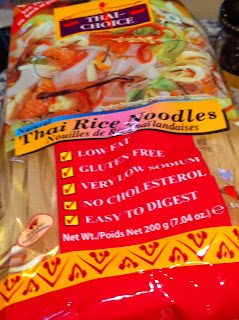 THAI-
CHOICE
Natural
Thai Rice Noodles
Nouilles de Riz Thaïlandaises
LOW FAT
GLUTEN FREE
VERY LOW SODIUM
NO CHOLESTEROL
EASY TO DIGEST
Net Wt./Poids Net 200 g (7.04 oz.) e